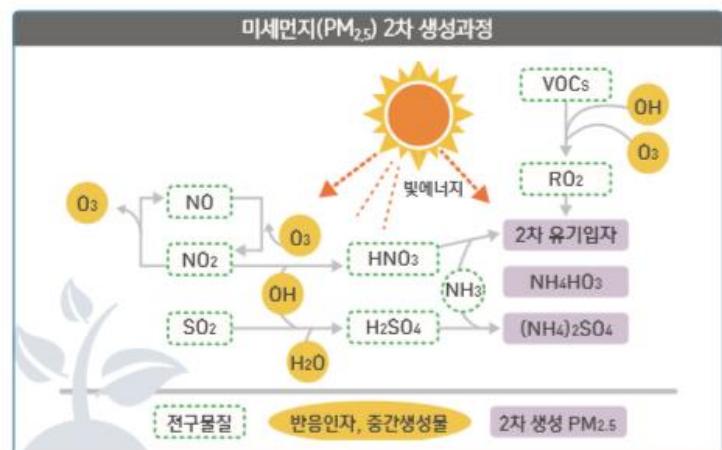 미세먼지(PM2.5) 2차 생성과정
VOCs
OH
O3
RO2
빛에너지
O3
NO
O3
NO2
HNO3
2차 유기입자
OH
NH3
NH4HO3
SO2
H2SO4
(NH4)2SO4
H2O
전구물질
반응인자, 중간생성물
2차 생성 PM2.5